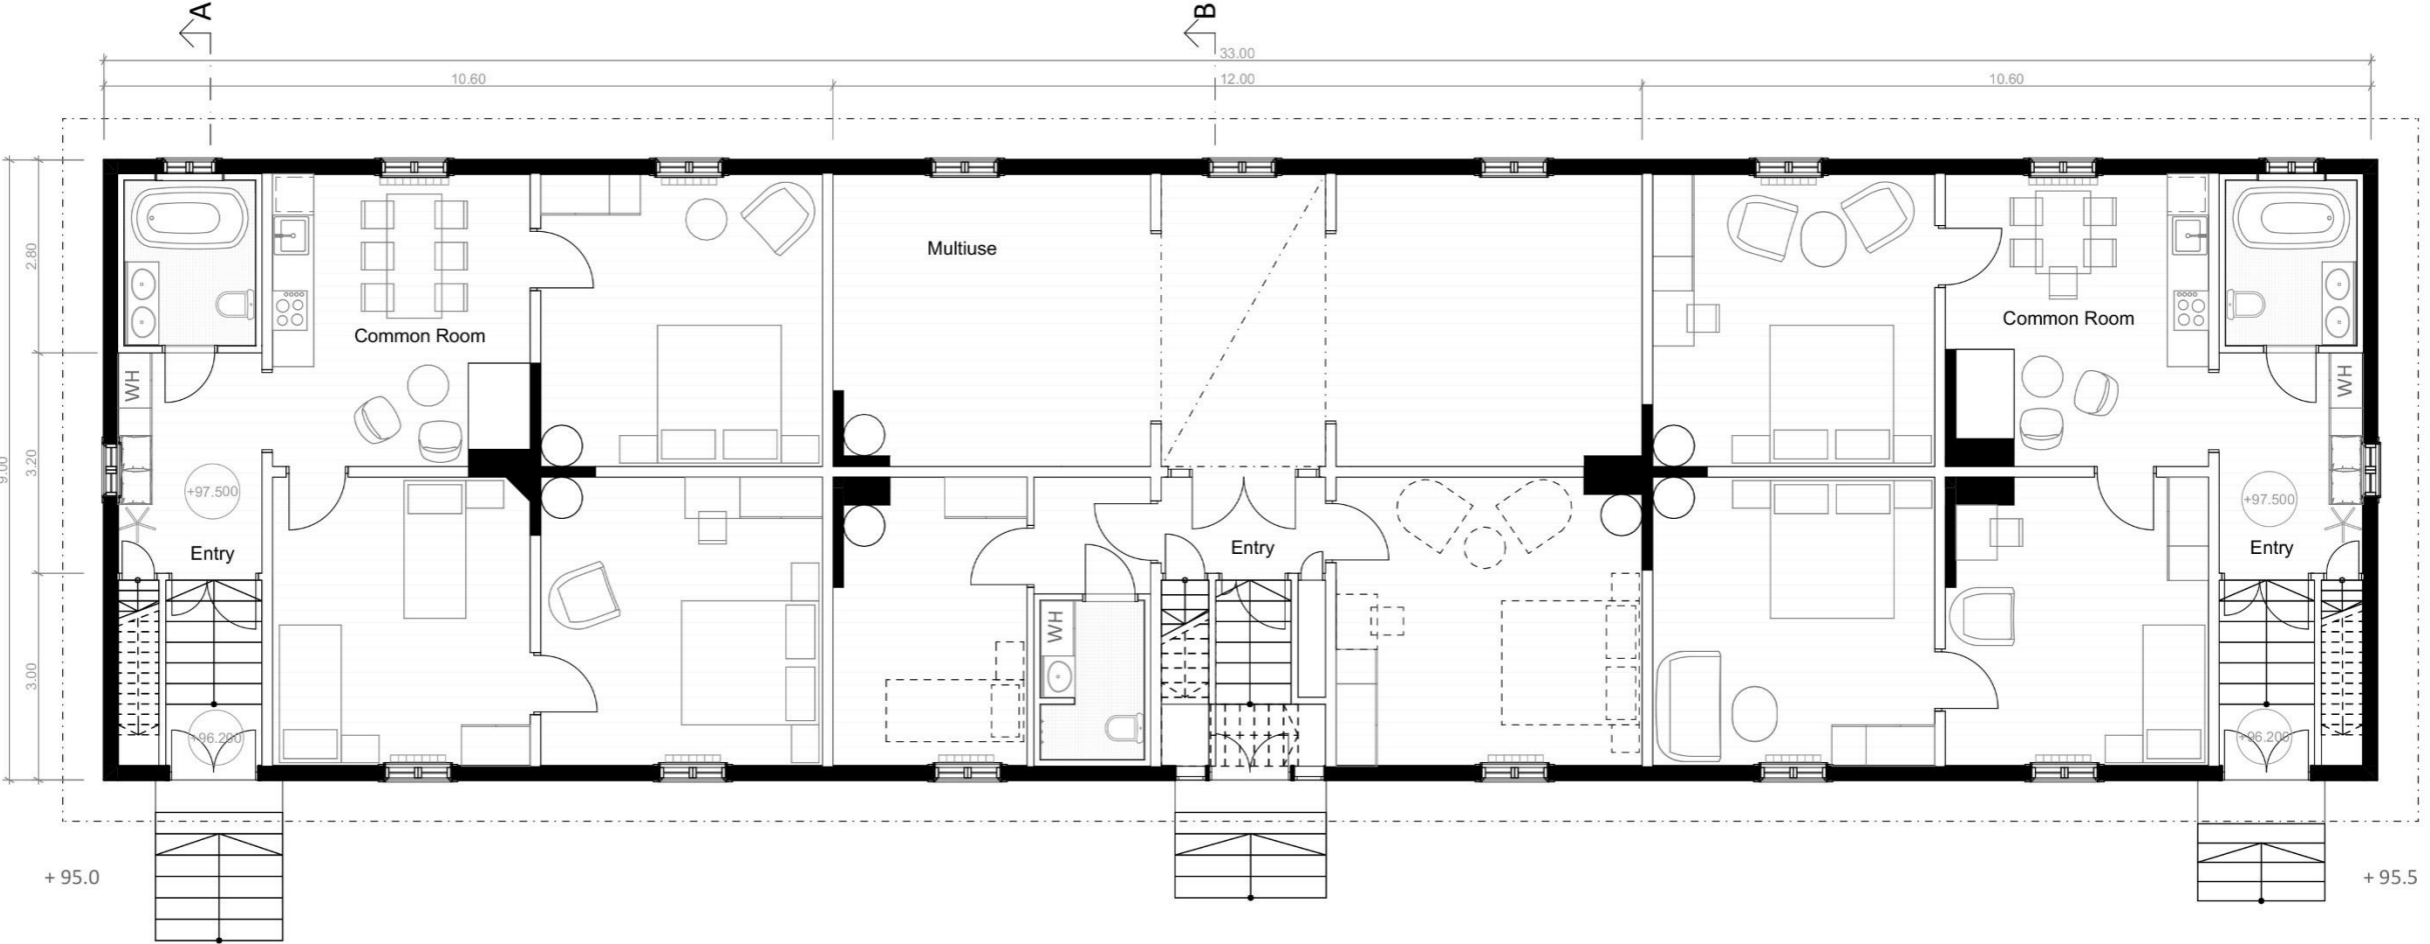 A
B
33.00
10.60
12.00
10.60
2.80
3.20
9.00
3.00
Multiuse
Common Room
Common Room
WH
WH
+97.500
+97.500
Entry
Entry
Entry
WH
+96.200
+96.200
+ 95.0
+ 95.5